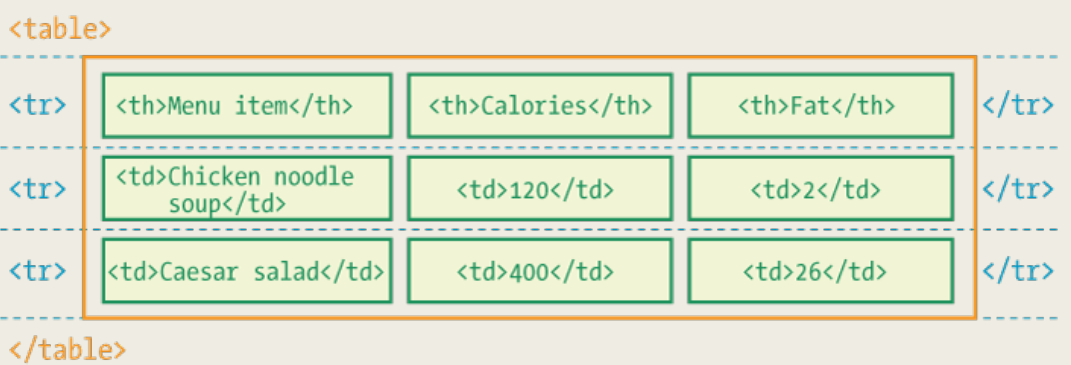 <table>
<tr> <th>Menu item</th> <th>Calories</th> <th>Fat</th> </tr>
<tr> <td>Chicken noodle soup</td> <td>120</td> <td>2</td> </tr>
<tr> <td>Caesar salad</td> <td>400</td> <td>26</td> </tr>
</table>